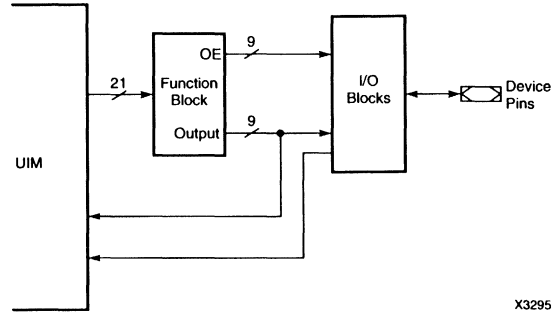 9
OE
21
Function
Block
I/O
Blocks
Device
Pins
9
Output
UIM
X3295